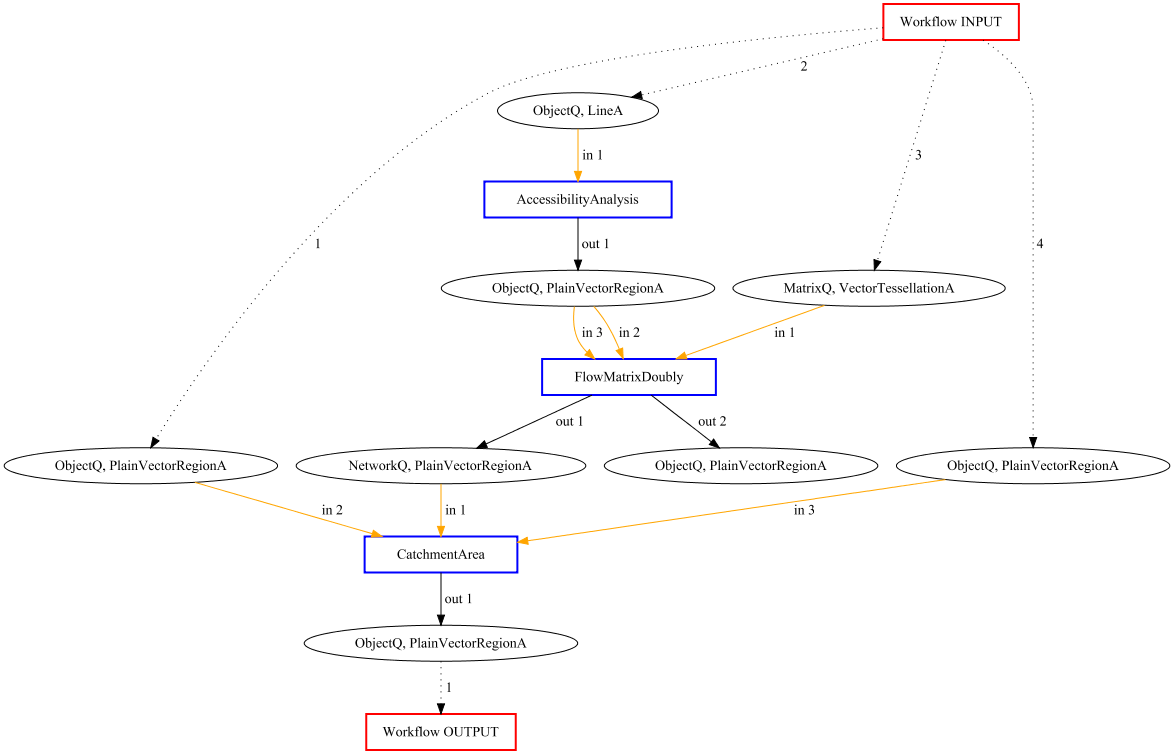 Workflow INPUT
2
ObjectQ, LineA
in 1
3
AccessibilityAnalysis
1
out 1
4
ObjectQ, PlainVectorRegionA
MatrixQ, VectorTessellationA
in 3
in 2
in 1
FlowMatrixDoubly
out 1
out 2
ObjectQ, PlainVectorRegionA
NetworkQ, PlainVectorRegionA
ObjectQ, PlainVectorRegionA
ObjectQ, PlainVectorRegionA
in 2
in 1
in 3
CatchmentArea
out 1
ObjectQ, PlainVectorRegionA
1
Workflow OUTPUT